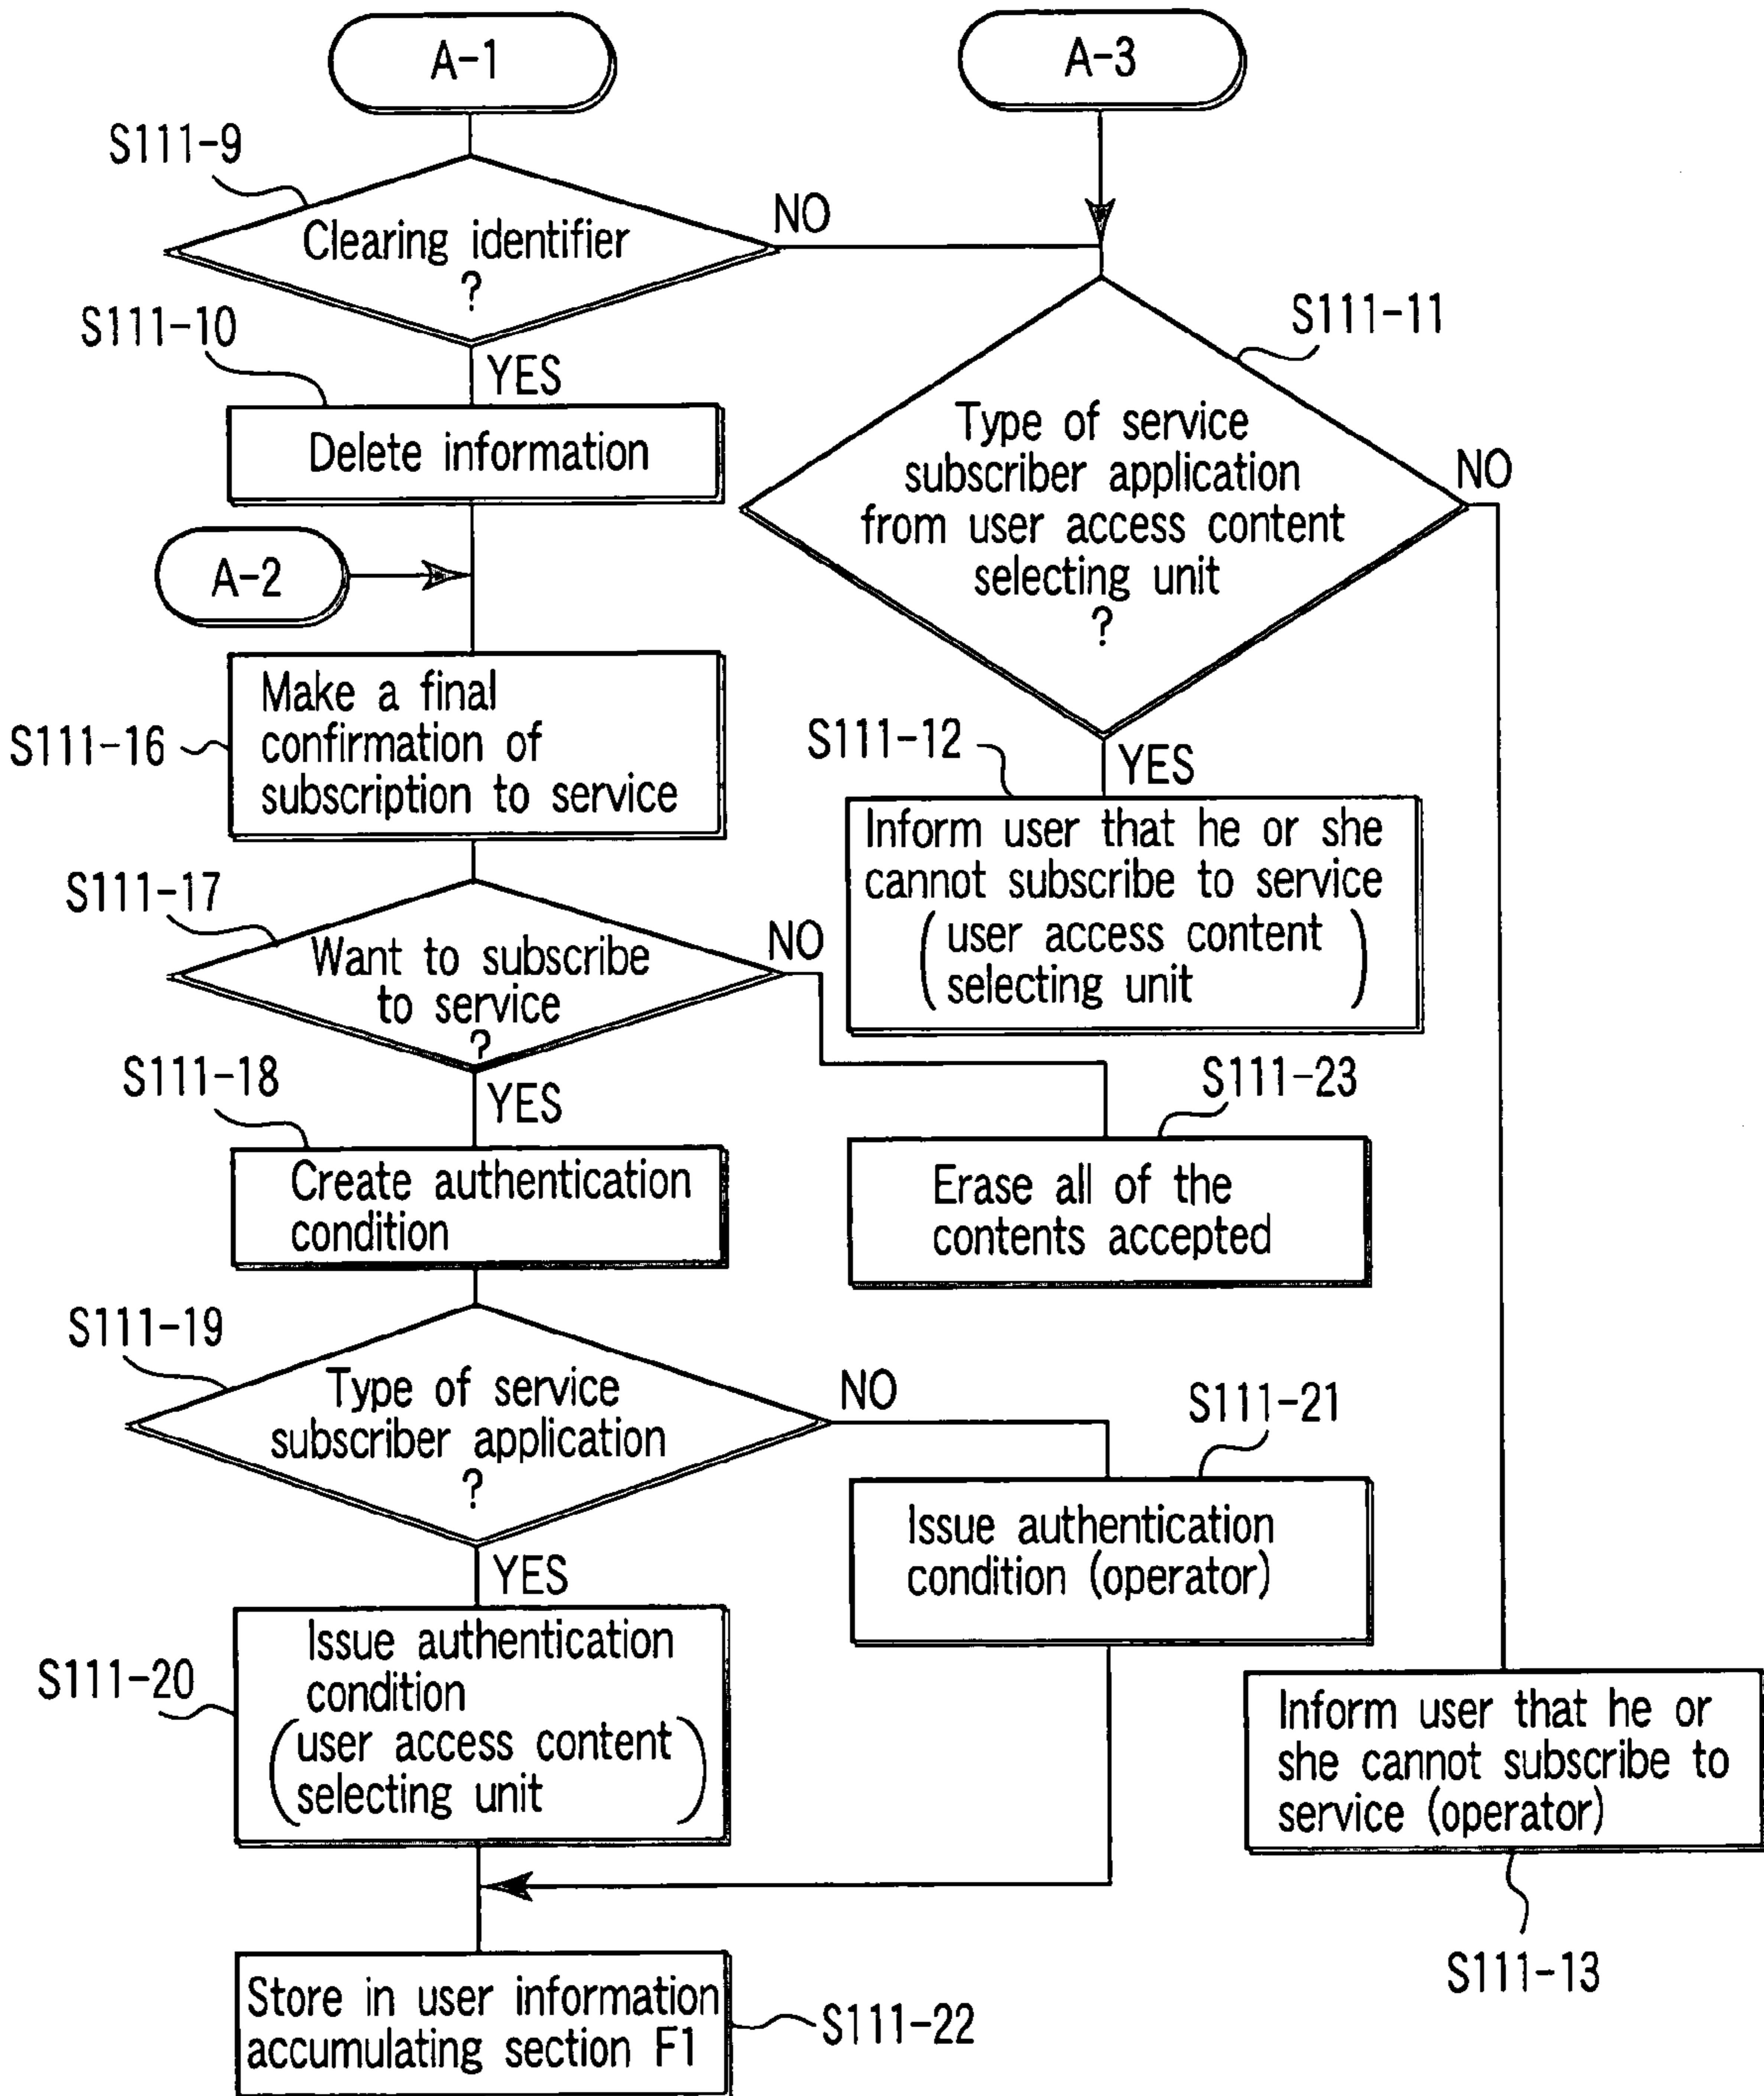 A-1
A-3
S111-9
Clearing identifier
?
NO
S111-10
YES
Delete information
S111-11
Type of service
subscriber application
from user access content
selecting unit
?
NO
A-2
Make a final
confirmation of
subscription to service
S111-16
S111-12
YES
Inform user that he or she
cannot subscribe to service
(user access content
selecting unit)
S111-17
Want to subscribe
to service
?
NO
S111-18
YES
S111-23
Create authentication
condition
Erase all of the
contents accepted
S111-19
Type of service
subscriber application
?
NO
S111-21
YES
Issue authentication
condition (operator)
S111-20
Issue authentication
condition
(user access content
selecting unit)
Inform user that he or
she cannot subscribe to
service (operator)
S111-13
Store in user information
accumulating section F1
S111-22